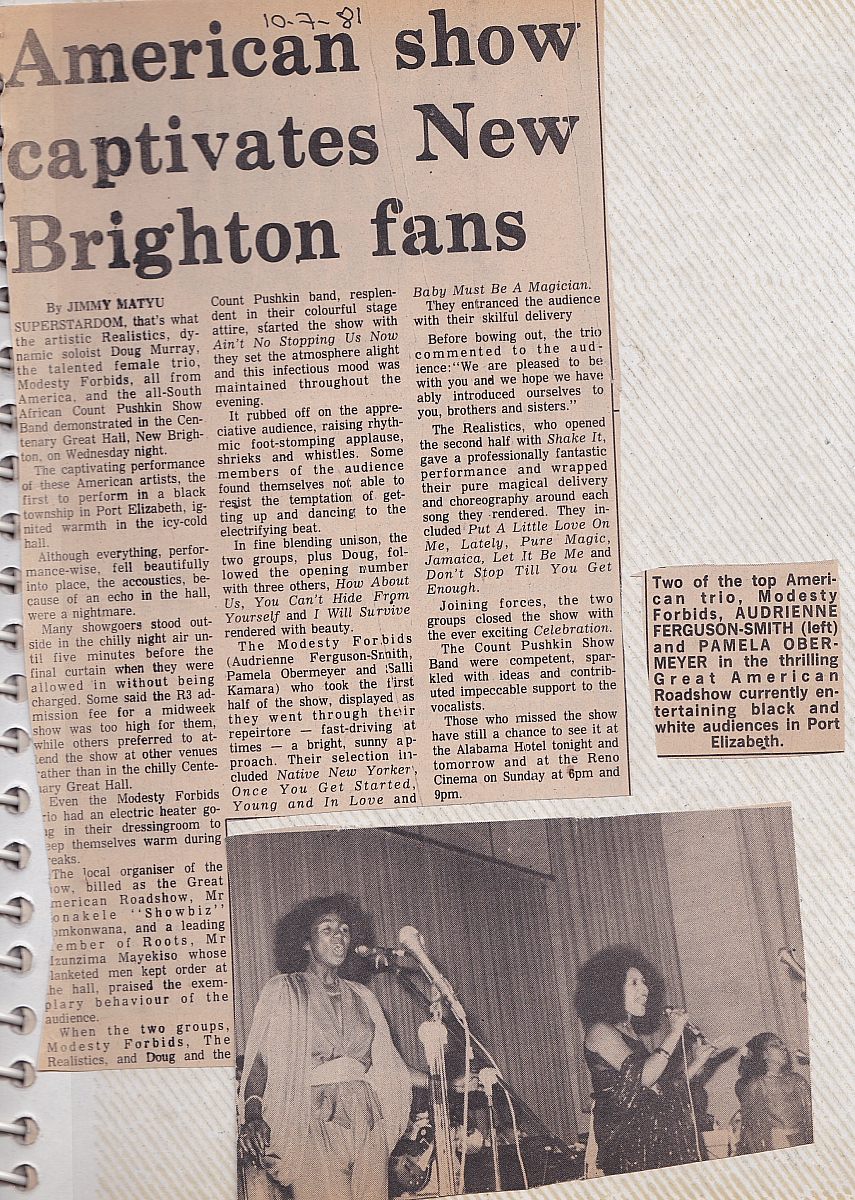 10-7-81
American show
captivates New
Brighton fans
By JIMMY MATYU
SUPERSTARDOM, that's what
the artistic Realistics, dy-
namic soloist Doug Murray,
the talented female trio,
Modesty Forbids, all from
America, and the all-South
African Count Pushkin Show
Band demonstrated in the Cen-
tenary Great Hall, New Brigh-
ton, on Wednesday night.
The captivating performance
of these American artists, the
first to perform in a black
township in Port Elizabeth, ig-
nited warmth in the icy-cold
hall.
Although everything, perfor-
mance-wise, fell beautifully
into place, the accoustics, be-
cause of an echo in the hall,
were a nightmare.
Many showgoers stood out-
side in the chilly night air un-
til five minutes before the
final curtain when they were
allowed in without being
charged. Some said the R3 ad-
mission fee for a midweek
show was too high for them,
while others preferred to at-
tend the show at other venues
rather than in the chilly Cente-
ary Great Hall.
Even the Modesty Forbids
rio had an electric heater go-
g in their dressingroom to
eep themselves warm during
reaks.
The local organiser of the
ow, billed as the Great
merican Roadshow, Mr
onakele "Showbiz"
omkonwana, and a leading
ember of Roots, Mr
zunzima Mayekiso whose
lanketed men kept order at
he hall, praised the exem-
plary behaviour of the
audience.
When the two groups,
Modesty Forbids, The
Realistics, and Doug and the
Count Pushkin band, resplen-
dent in their colourful stage
attire, started the show with
Ain't No Stopping Us Now
they set the atmosphere alight
and this infectious mood was
maintained throughout the
evening.
It rubbed off on the appre-
ciative audience, raising rhyth-
mic foot-stomping applause,
shrieks and whistles. Some
members of the audience
found themselves not able to
resist the temptation of get-
ting up and dancing to the
electrifying beat.
In fine blending unison, the
two groups, plus Doug, fol-
lowed the opening number
with three others, How About
Us, You Can't Hide From
Yourself and I Will Survive
rendered with beauty.
The Modesty Forbids
(Audrienne Ferguson-Smith,
Pamela Obermeyer and Salli
Kamara) who took the first
half of the show, displayed as
they went through their
repeirtore — fast-driving at
times — a bright, sunny ap-
proach. Their selection in-
cluded Native New Yorker,
Once You Get Started,
Young and In Love and
Baby Must Be A Magician.
They entranced the audience
with their skilful delivery
Before bowing out, the trio
commented to the aud-
ience:"We are pleased to be
with you and we hope we have
ably introduced ourselves to
you, brothers and sisters."
The Realistics, who opened
the second half with Shake It,
gave a professionally fantastic
performance and wrapped
their pure magical delivery
and choreography around each
song they rendered. They in-
cluded Put A Little Love On
Me, Lately, Pure Magic,
Jamaica, Let It Be Me and
Don't Stop Till You Get
Enough.
Joining forces, the two
groups closed the show with
the ever exciting Celebration.
The Count Pushkin Show
Band were competent, spar-
kled with ideas and contrib-
uted impeccable support to the
vocalists.
Those who missed the show
have still a chance to see it at
the Alabama Hotel tonight and
tomorrow and at the Reno
Cinema on Sunday at 6pm and
9pm.
Two of the top Ameri-
can trio, Modesty
Forbids, AUDRIENNE
FERGUSON-SMITH (left)
and PAMELA OBER-
MEYER in the thrilling
Great American
Roadshow currently en-
tertaining black and
white audiences in Port
Elizabeth.